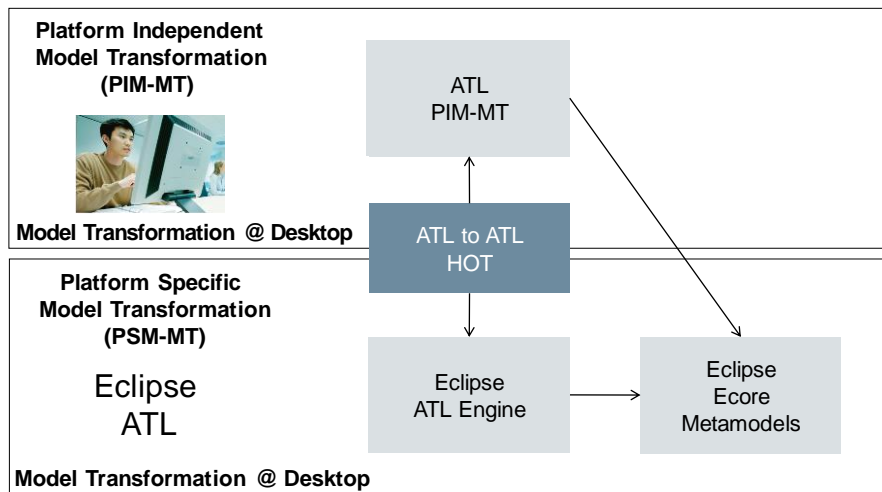 Platform Independent
Model Transformation
(PIM-MT)
Model Transformation @ Desktop
ATL
PIM-MT
ATL to ATL
HOT
Platform Specific
Model Transformation
(PSM-MT)
Eclipse
ATL
Model Transformation @ Desktop
Eclipse
ATL Engine
Eclipse
Ecore
Metamodels